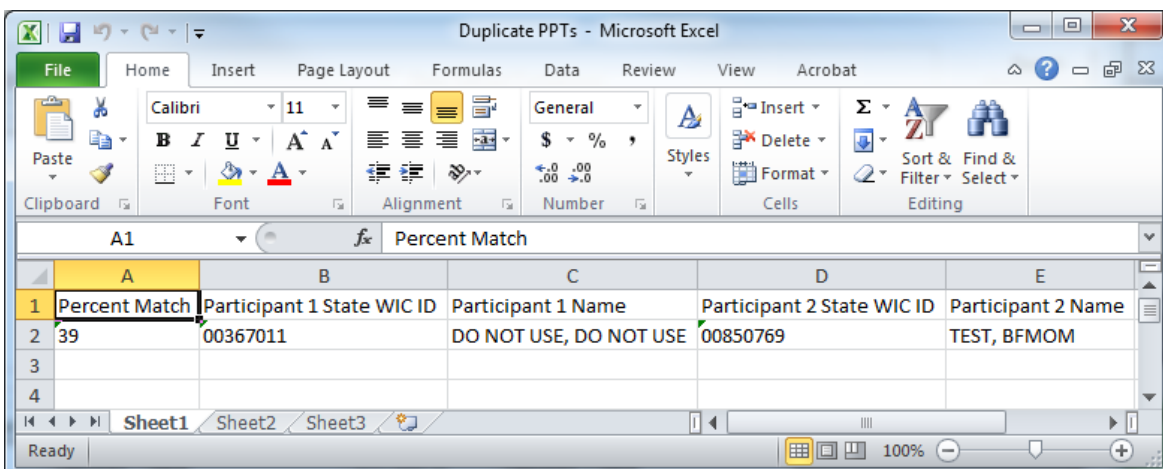 Duplicate PPTs - Microsoft Excel
File Home Insert Page Layout Formulas Data Review View Acrobat
Calibri 11 General Insert Σ
B I U A A $ % , Delete
Paste Styles Format Sort & Filter Find & Select
Clipboard Font Alignment Number Cells Editing
A1 fx Percent Match
A B C D E
1 Percent Match Participant 1 State WIC ID Participant 1 Name Participant 2 State WIC ID Participant 2 Name
2 39 00367011 DO NOT USE, DO NOT USE 00850769 TEST, BFMOM
3
4
Sheet1 Sheet2 Sheet3
Ready 100%